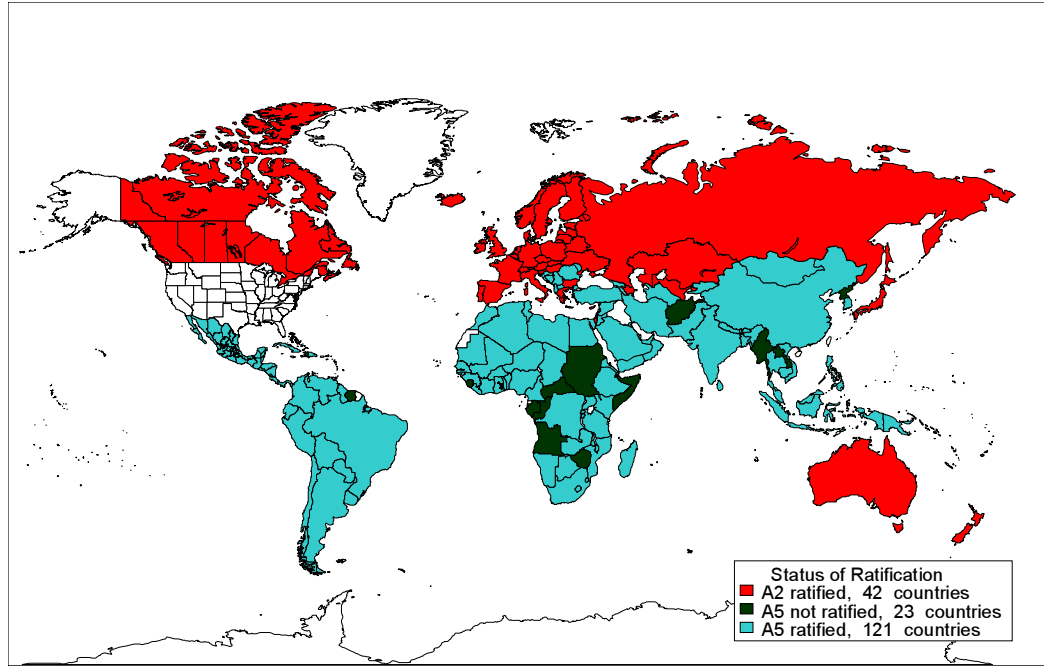 Status of Ratification
A2 ratified, 42 countries
A5 not ratified, 23 countries
A5 ratified, 121 countries